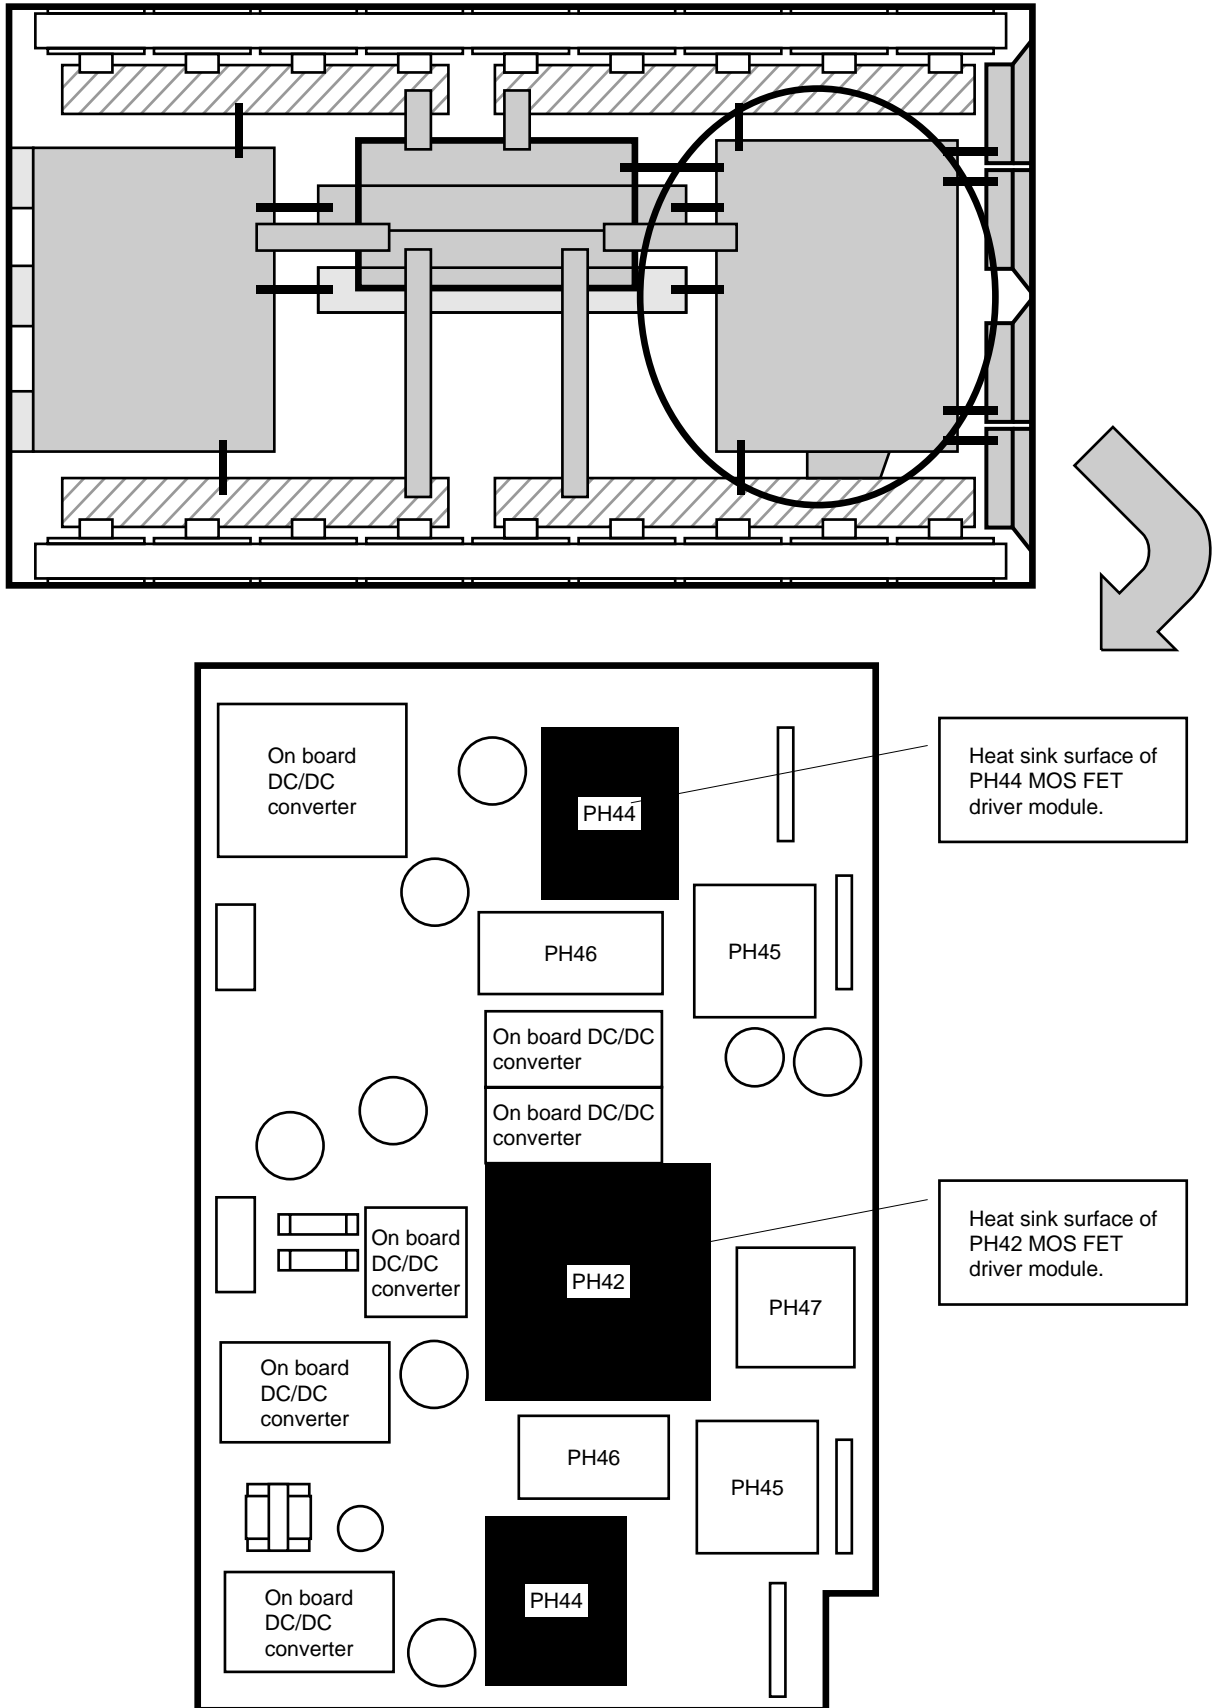 On board
DC/DC
converter
PH44
Heat sink surface of
PH44 MOS FET
driver module.
PH46
PH45
On board DC/DC
converter
On board DC/DC
converter
Heat sink surface of
PH42 MOS FET
driver module.
On board
DC/DC
converter
PH42
PH47
On board
DC/DC
converter
PH46
PH45
On board
DC/DC
converter
PH44